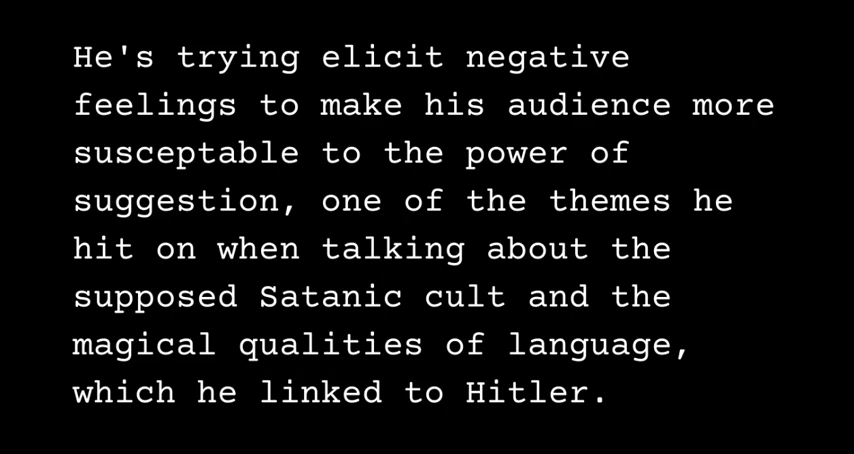 He's trying elicit negative
feelings to make his audience more
susceptable to the power of
suggestion, one of the themes he
hit on when talking about the
supposed Satanic cult and the
magical qualities of language,
which he linked to Hitler.